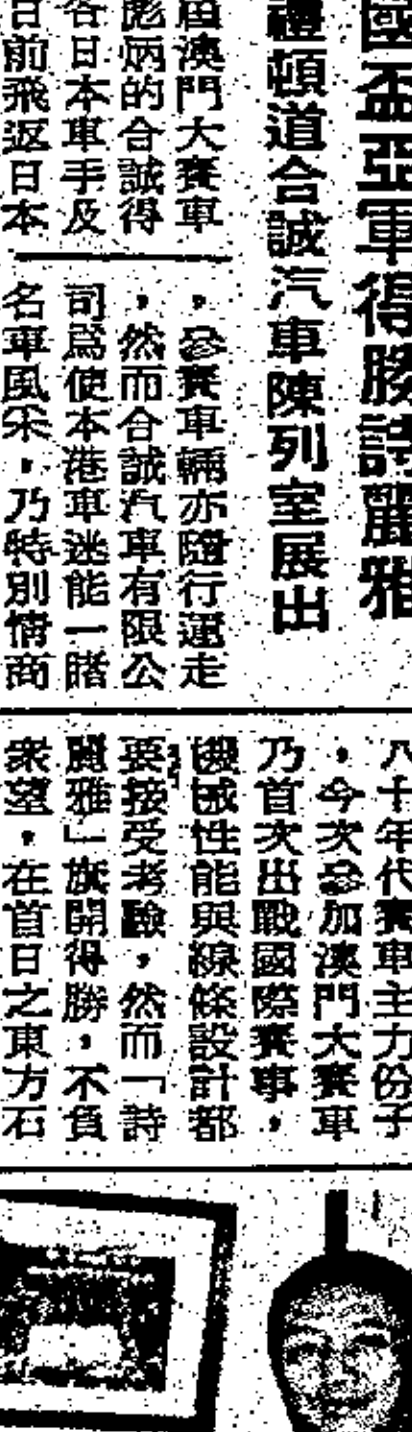 國盃亞軍得勝詩麗雅
禮頓道合誠汽車陳列室展出
屆澳門大賽車
彪炳的合誠得
各日本車手及
日前飛返日本
，參賽車輛亦隨行運走
，然而合誠汽車有限公
司爲使本港車迷能一睹
名車風采，乃特別情商
八十年代賽車主力份子
，今次參加澳門大賽車
乃首次出戰國際賽事，
機械性能與線條設計都
要接受考驗，然而「詩
麗雅」旗開得勝，不負
衆望，在首日之東方石